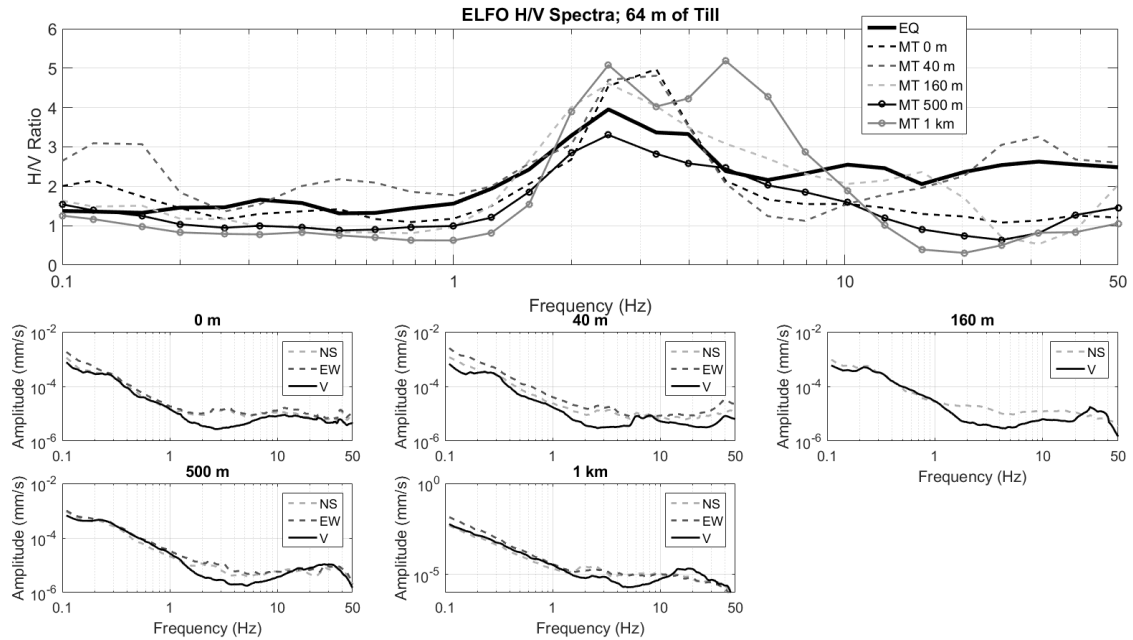 ELFO H/V Spectra; 64 m of Till
H/V Ratio
6
5
4
3
2
1
0
0.1
1
10
50
Frequency (Hz)
EQ
MT 0 m
MT 40 m
MT 160 m
MT 500 m
MT 1 km
0 m
Amplitude (mm/s)
10-2
10-4
10-6
0.1
1
10
50
NS
EW
V
40 m
Amplitude (mm/s)
10-2
10-4
10-6
0.1
1
10
50
NS
EW
V
160 m
Amplitude (mm/s)
10-2
10-4
10-6
0.1
1
10
50
Frequency (Hz)
NS
V
500 m
Amplitude (mm/s)
10-2
10-4
10-6
0.1
1
10
50
Frequency (Hz)
NS
EW
V
1 km
Amplitude (mm/s)
100
10-5
0.1
1
10
50
Frequency (Hz)
NS
EW
V